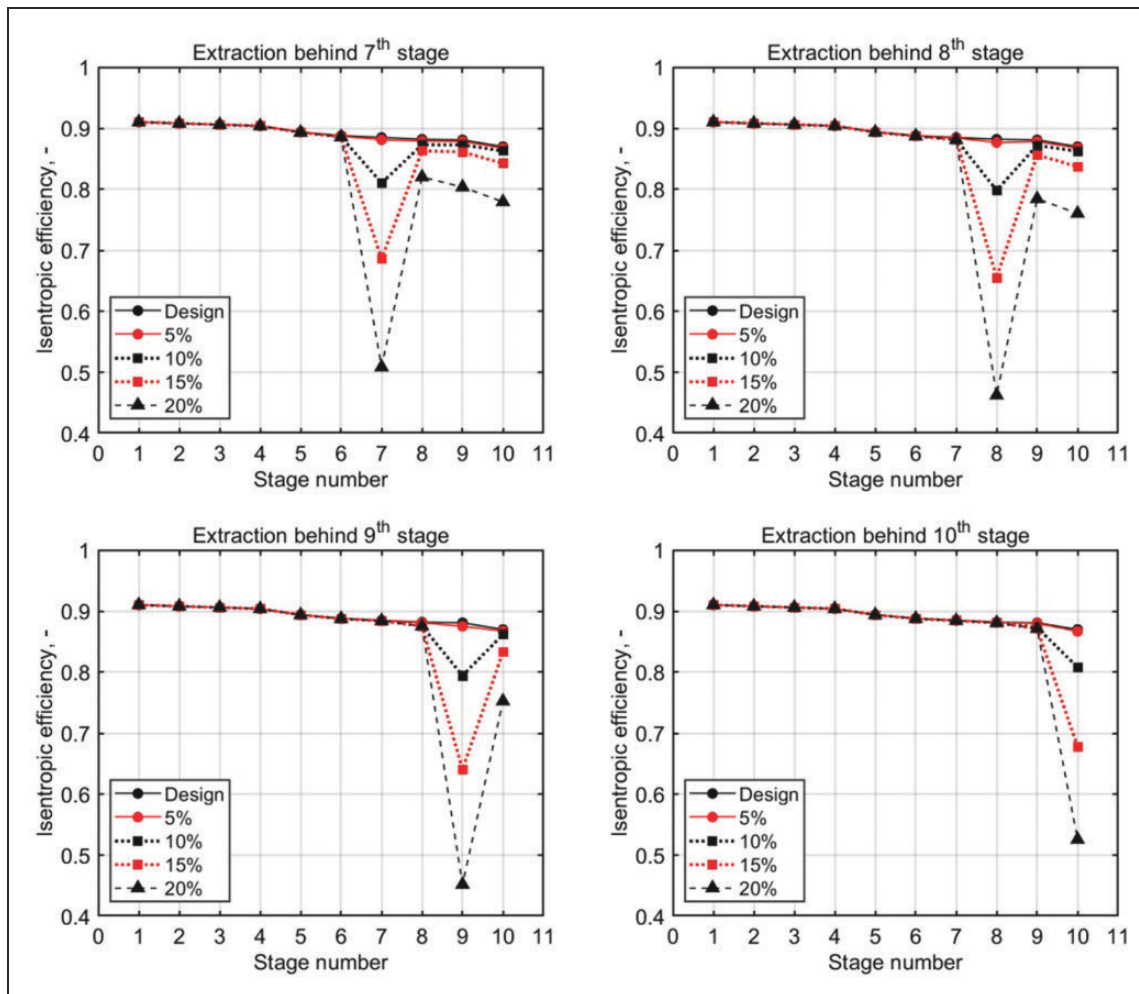 Extraction behind 7th stage
1
0.9
0.8
0.7
0.6
0.5
0.4
Isentropic efficiency, -
Design
5%
10%
15%
20%
0 1 2 3 4 5 6 7 8 9 10 11
Stage number
Extraction behind 8th stage
1
0.9
0.8
0.7
0.6
0.5
0.4
Isentropic efficiency, -
Design
5%
10%
15%
20%
0 1 2 3 4 5 6 7 8 9 10 11
Stage number
Extraction behind 9th stage
1
0.9
0.8
0.7
0.6
0.5
0.4
Isentropic efficiency, -
Design
5%
10%
15%
20%
0 1 2 3 4 5 6 7 8 9 10 11
Stage number
Extraction behind 10th stage
1
0.9
0.8
0.7
0.6
0.5
0.4
Isentropic efficiency, -
Design
5%
10%
15%
20%
0 1 2 3 4 5 6 7 8 9 10 11
Stage number